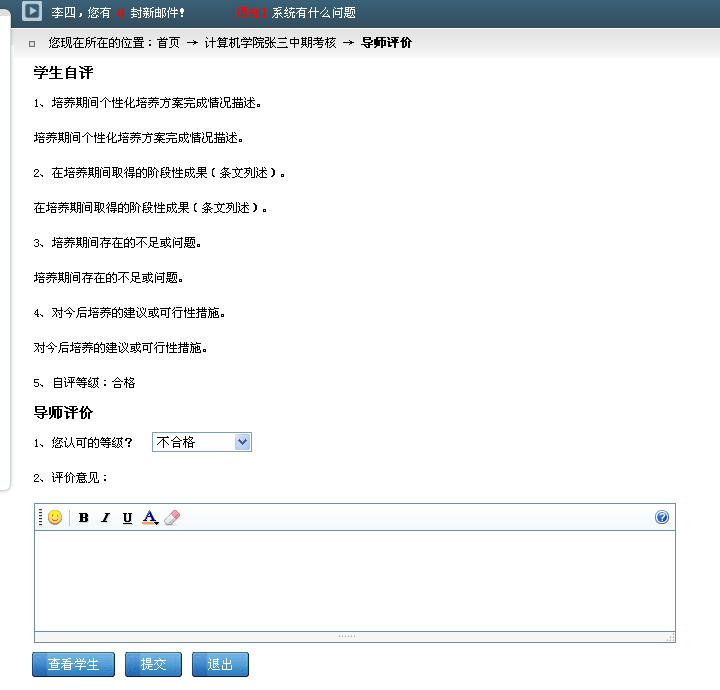 李四，您有 0 封新邮件！ 系统有什么问题
您现在所在的位置：首页 → 计算机学院张三中期考核 → 导师评价
学生自评
1、培养期间个性化培养方案完成情况描述。
培养期间个性化培养方案完成情况描述。
2、在培养期间取得的阶段性成果（条文列述）。
在培养期间取得的阶段性成果（条文列述）。
3、培养期间存在的不足或问题。
培养期间存在的不足或问题。
4、对今后培养的建议或可行性措施。
对今后培养的建议或可行性措施。
5、自评等级：合格
导师评价
1、您认可的等级？ 不合格
2、评价意见：
B I U A
查看学生 提交 退出